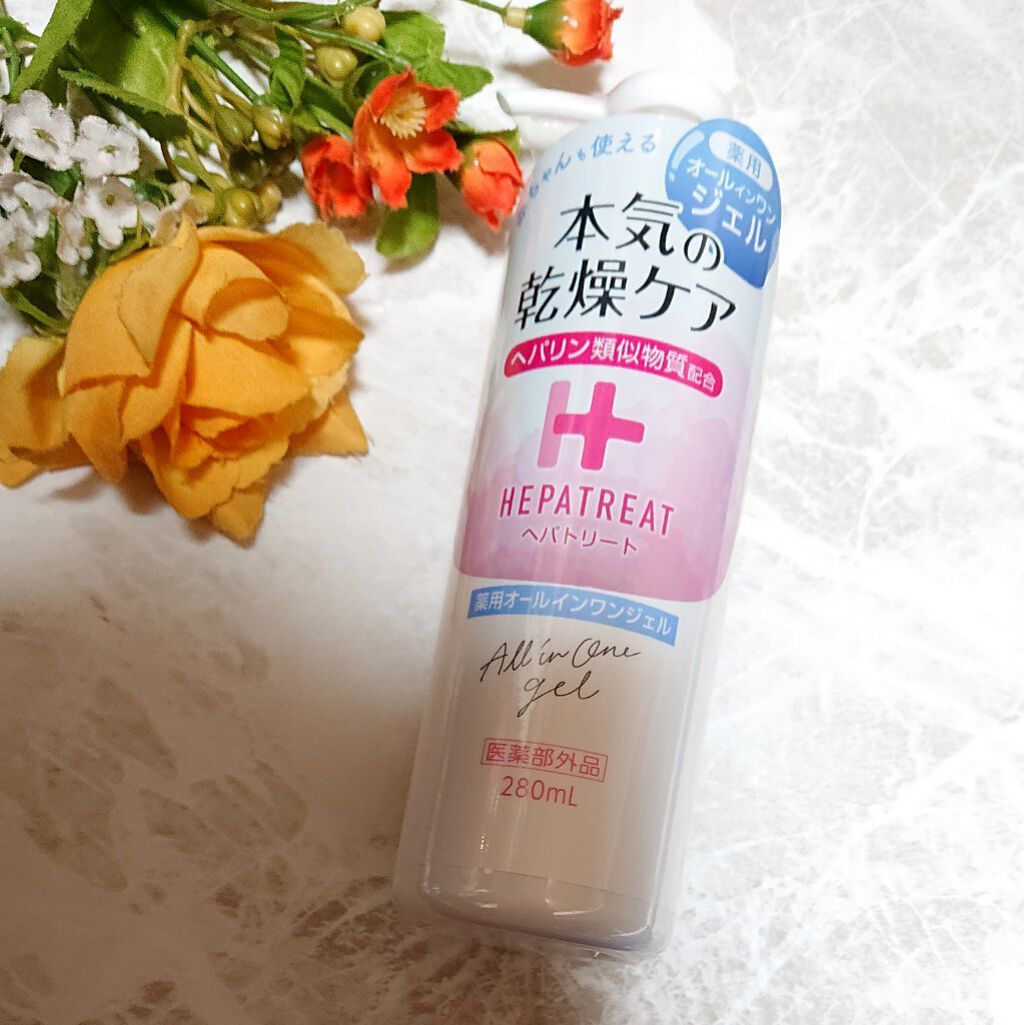 ちゃんも使える
薬用
オールインワン
ジェル
本気の
乾燥ケア
ヘパリン類似物質配合
HEPATREAT
ヘパトリート
薬用オールインワンジェル
All in One
gel
医薬部外品
280mL